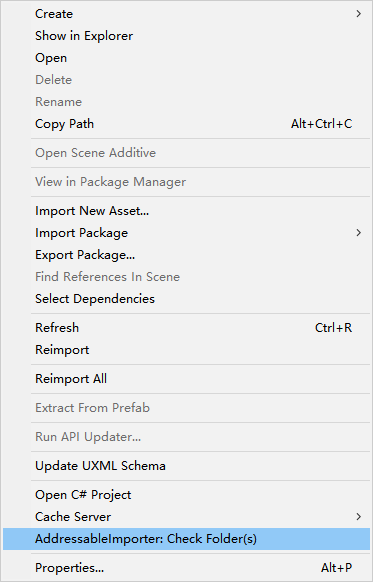 Create
Show in Explorer
Open
Delete
Rename
Copy Path Alt+Ctrl+C
Open Scene Additive
View in Package Manager
Import New Asset...
Import Package
Export Package...
Find References In Scene
Select Dependencies
Refresh Ctrl+R
Reimport
Reimport All
Extract From Prefab
Run API Updater...
Update UXML Schema
Open C# Project
Cache Server
AddressableImporter: Check Folder(s)
Properties... Alt+P